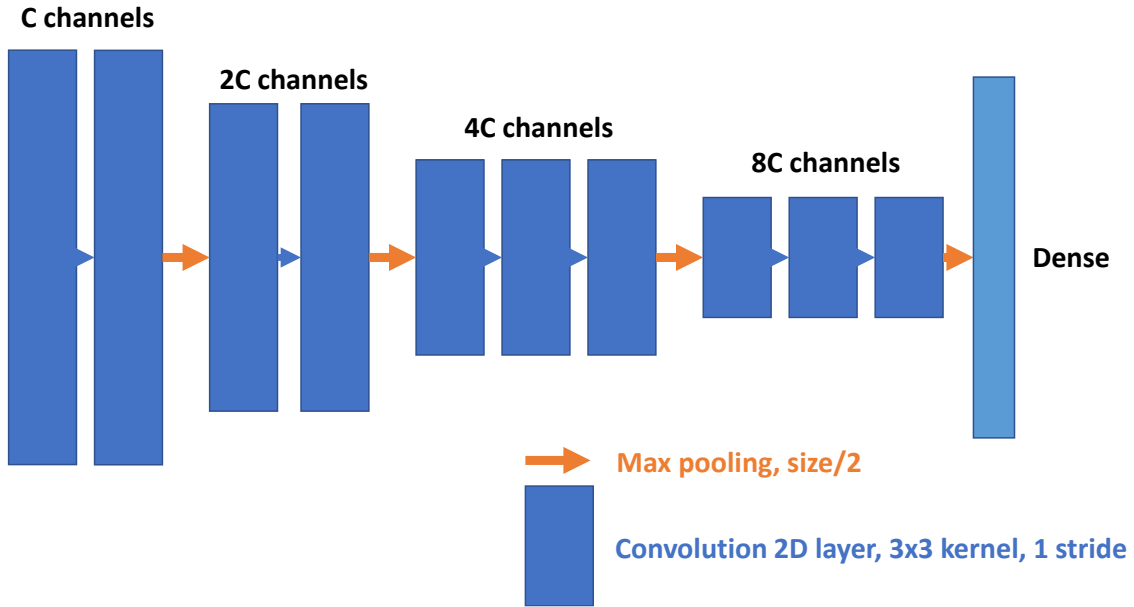 C channels
2C channels
4C channels
8C channels
Dense
Max pooling, size/2
Convolution 2D layer, 3x3 kernel, 1 stride